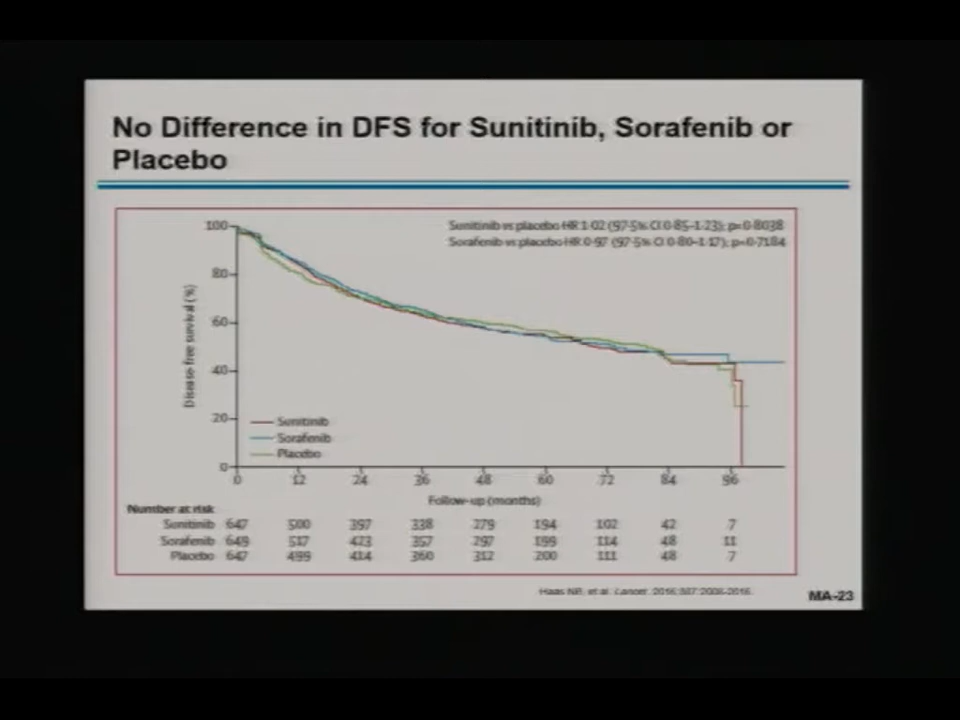 No Difference in DFS for Sunitinib, Sorafenib or
Placebo
Sunitinib vs placebo HR 1·02 (97·5% CI 0·85–1·23); p=0·8038
Sorafenib vs placebo HR 0·97 (97·5% CI 0·80–1·17); p=0·7184
100
80
60
40
20
0
Disease-free survival (%)
Sunitinib
Sorafenib
Placebo
0 12 24 36 48 60 72 84 96
Follow-up (months)
Number at risk
Sunitinib 647 500 397 338 279 194 102 42 7
Sorafenib 649 517 423 357 297 199 114 48 11
Placebo 647 499 414 360 312 200 111 48 7
Haas NB, et al. Lancet. 2016;387:2008-2016.
MA-23